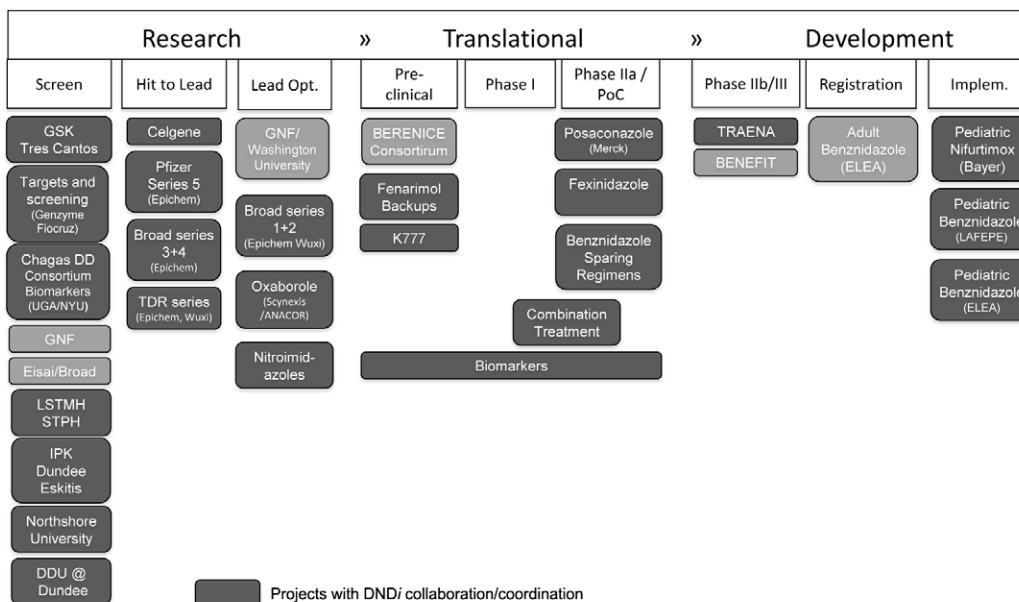 Research » Translational » Development
Screen
Hit to Lead
Lead Opt.
Pre-
clinical
Phase I
Phase IIa /
PoC
Phase IIb/III
Registration
Implem.
GSK
Tres Cantos
Targets and
screening
(Genzyme
Fiocruz)
Chagas DD
Consortium
Biomarkers
(UGA/NYU)
GNF
Eisai/Broad
LSTMH
STPH
IPK
Dundee
Eskitis
Northshore
University
DDU @
Dundee
Celgene
Pfizer
Series 5
(Epichem)
Broad series
3+4
(Epichem)
TDR series
(Epichem, Wuxi)
GNF/
Washington
University
Broad series
1+2
(Epichem Wuxi)
Oxaborole
(Scynexis
/ANACOR)
Nitroimid-
azoles
BERENICE
Consortirum
Fenarimol
Backups
K777
Posaconazole
(Merck)
Fexinidazole
Benznidazole
Sparing
Regimens
Combination
Treatment
Biomarkers
TRAENA
BENEFIT
Adult
Benznidazole
(ELEA)
Pediatric
Nifurtimox
(Bayer)
Pediatric
Benznidazole
(LAFEPE)
Pediatric
Benznidazole
(ELEA)
Projects with DNDi collaboration/coordination